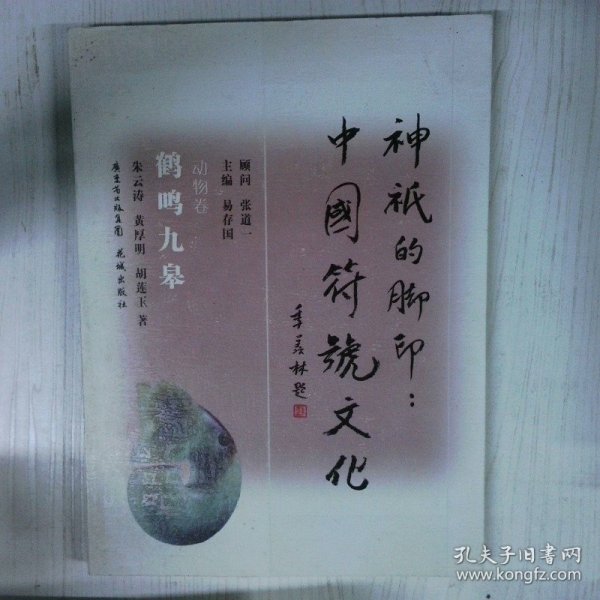 神祇的脚印：
中國符號文化
季羡林题
顾问 张道一
主编 易存国
动物卷
鹤鸣九皋
朱云涛 黄厚明 胡莲玉 著
广东省出版集团 花城出版社
孔夫子旧书网
www.kongfz.com